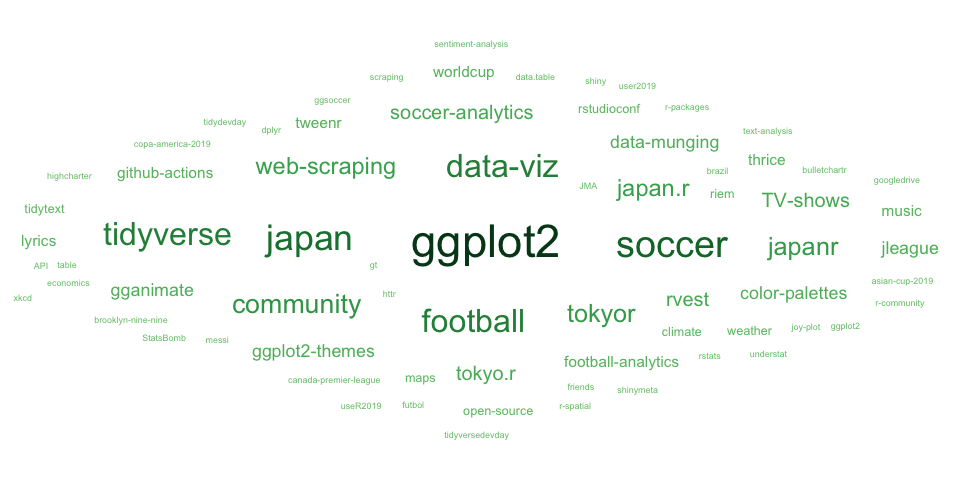 sentiment-analysis
scraping worldcup data.table shiny user2019
ggsoccer soccer-analytics rstudioconf r-packages
tidydevday dplyr tweenr data-munging text-analysis
copa-america-2019
highcharter github-actions web-scraping data-viz thrice
brazil bulletchartr
JMA japan.r riem googledrive
tidytext TV-shows music
lyrics tidyverse japan ggplot2 soccer japanr jleague
API table gt
economics asian-cup-2019
xkcd gganimate community httr rvest color-palettes r-community
brooklyn-nine-nine football tokyor
StatsBomb messi climate weather joy-plot ggplot2
ggplot2-themes football-analytics rstats understat
canada-premier-league maps tokyo.r friends shinymeta
useR2019 futbol open-source r-spatial
tidyversedevday